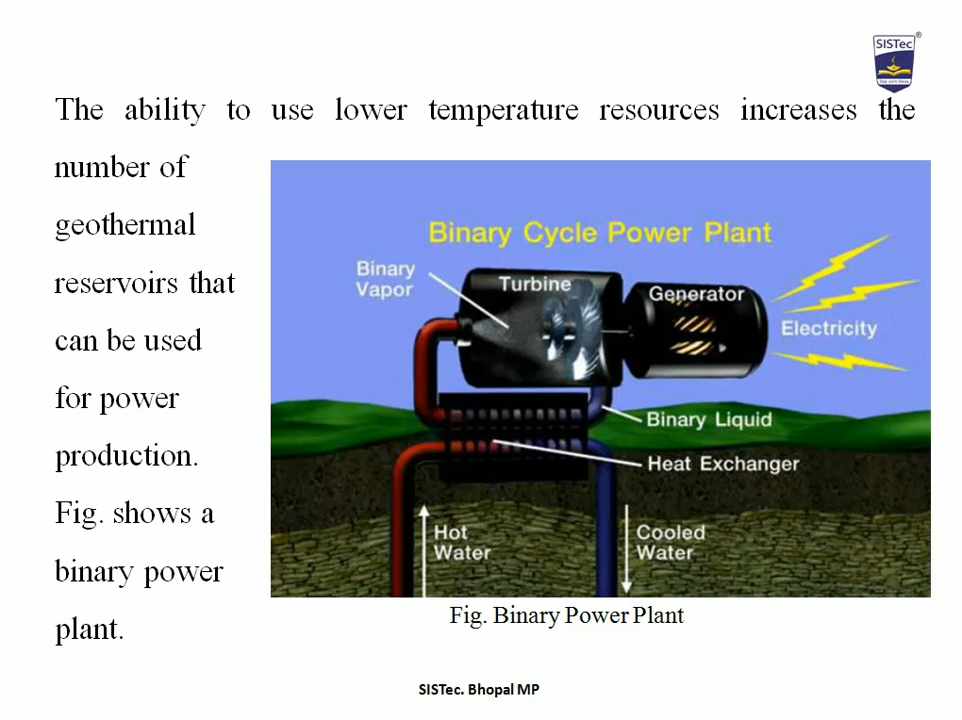 SISTec®
The ability to use lower temperature resources increases the
number of
geothermal
reservoirs that
can be used
for power
production.
Fig. shows a
binary power
plant.
Binary Cycle Power Plant
Binary
Vapor
Turbine
Generator
Electricity
Binary Liquid
Heat Exchanger
Hot
Water
Cooled
Water
Fig. Binary Power Plant
SISTec. Bhopal MP